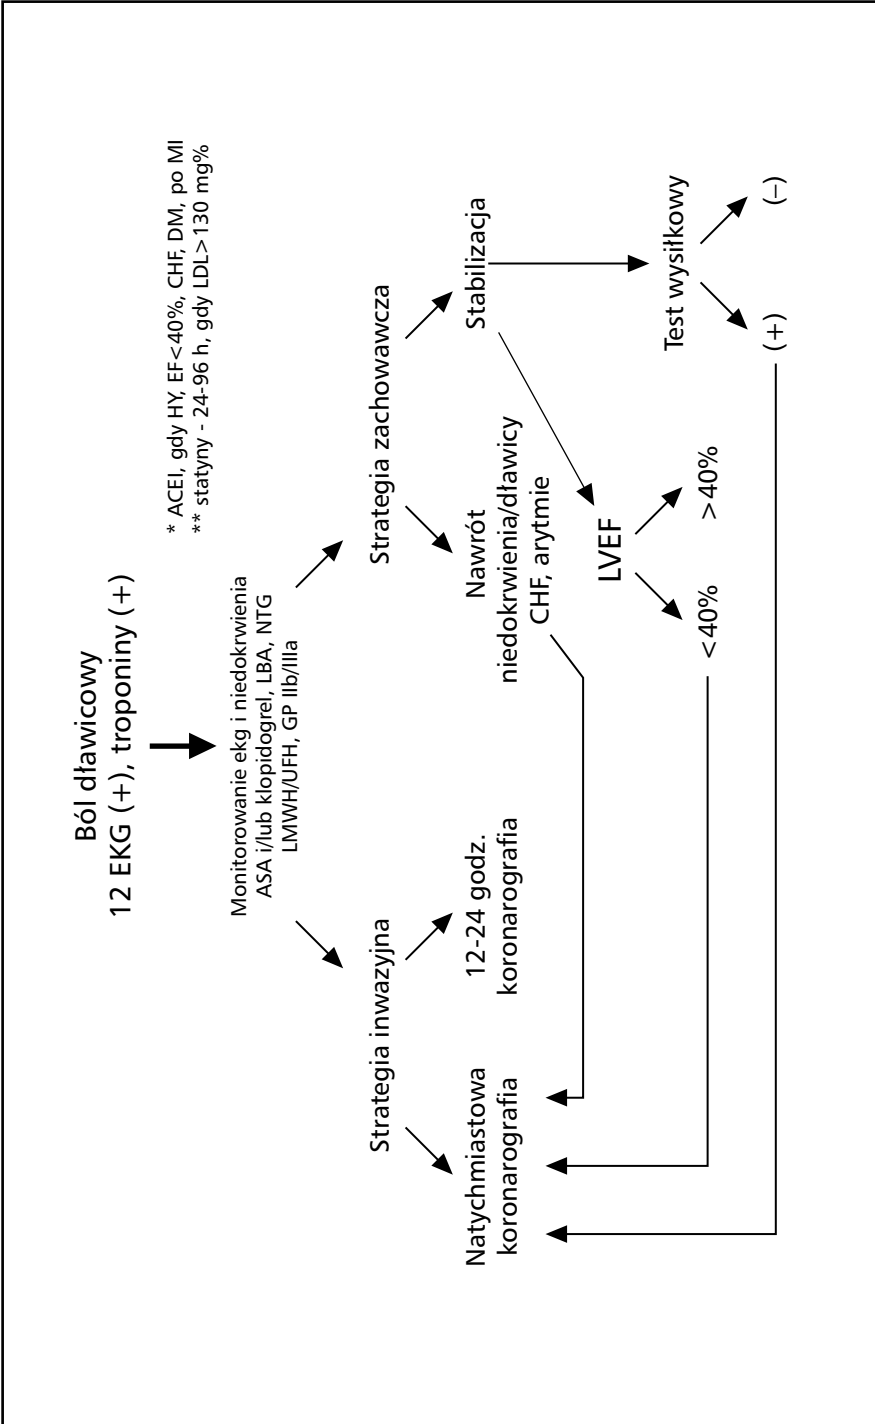 Ból dławicowy
12 EKG (+), troponiny (+)
* ACEI, gdy HY, EF<40%, CHF, DM, po MI
** statyny - 24-96 h, gdy LDL>130 mg%
Monitorowanie ekg i niedokrwienia
ASA i/lub klopidogrel, LBA, NTG
LMWH/UFH, GP IIb/IIIa
Strategia inwazyjna
Strategia zachowawcza
Natychmiastowa
koronarografia
12-24 godz.
koronarografia
Nawrót
niedokrwienia/dławicy
CHF, arytmie
Stabilizacja
LVEF
<40%
>40%
Test wysiłkowy
(+)
(–)